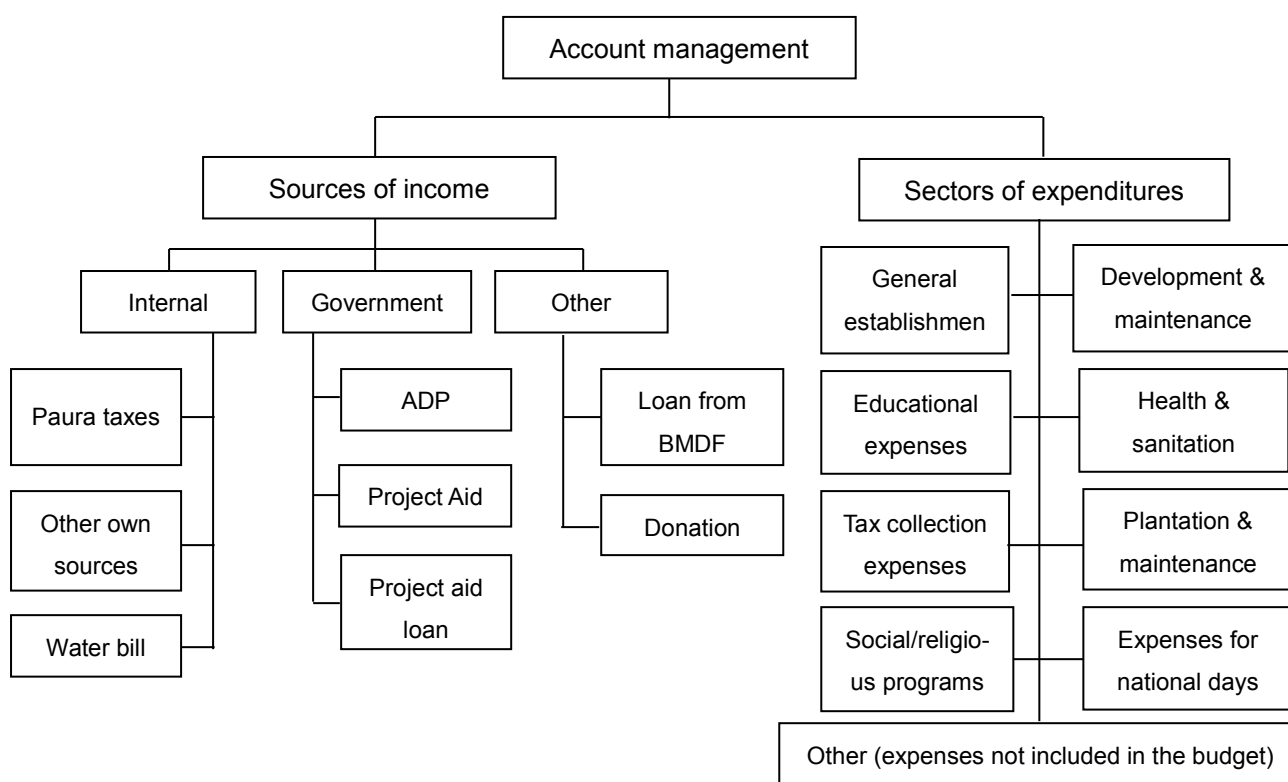 Account management
Sources of income
Sectors of expenditures
Internal
Government
Other
General
establishmen
Development &
maintenance
Paura taxes
ADP
Loan from
BMDF
Educational
expenses
Health &
sanitation
Other own
sources
Project Aid
Donation
Tax collection
expenses
Plantation &
maintenance
Water bill
Project aid
loan
Social/religio-
us programs
Expenses for
national days
Other (expenses not included in the budget)